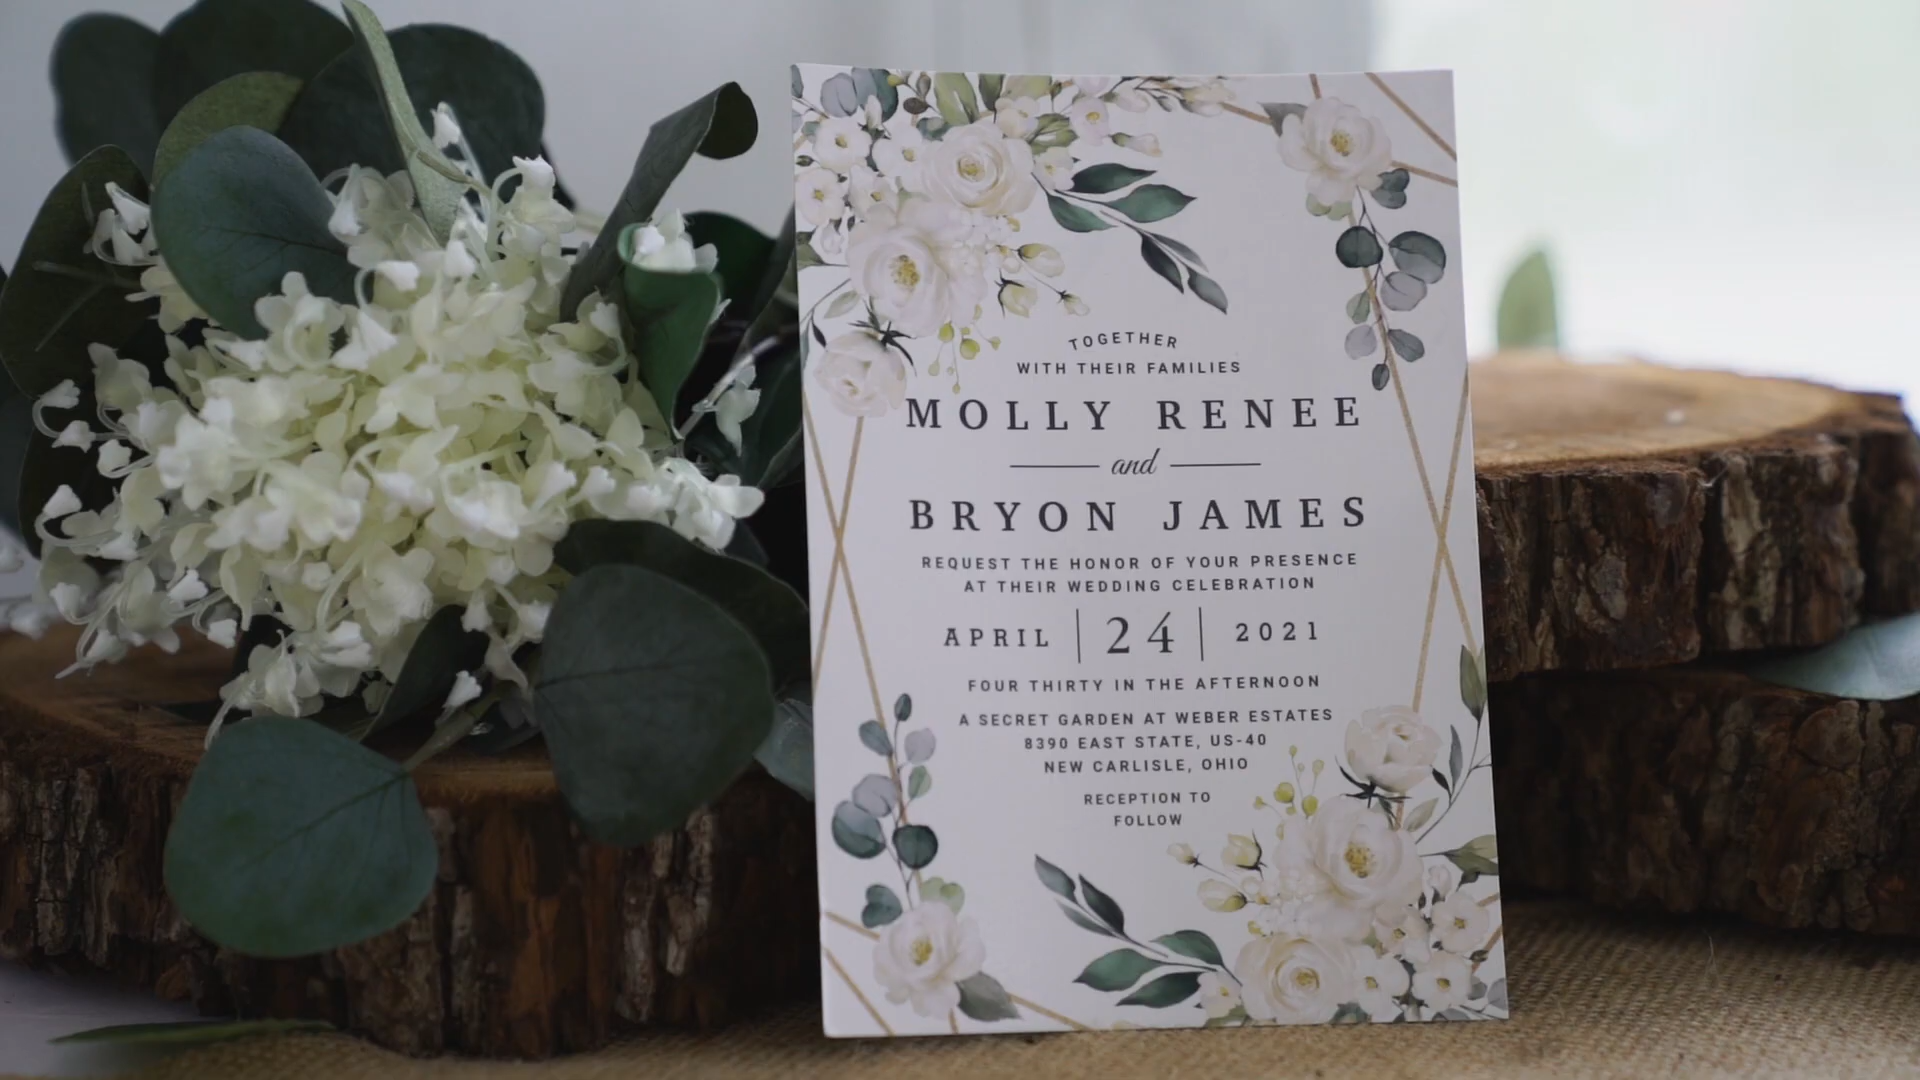 TOGETHER
WITH THEIR FAMILIES
MOLLY RENEE
and
BRYON JAMES
REQUEST THE HONOR OF YOUR PRESENCE
AT THEIR WEDDING CELEBRATION
APRIL 24 2021
FOUR THIRTY IN THE AFTERNOON
A SECRET GARDEN AT WEBER ESTATES
8390 EAST STATE, US-40
NEW CARLISLE, OHIO
RECEPTION TO
FOLLOW